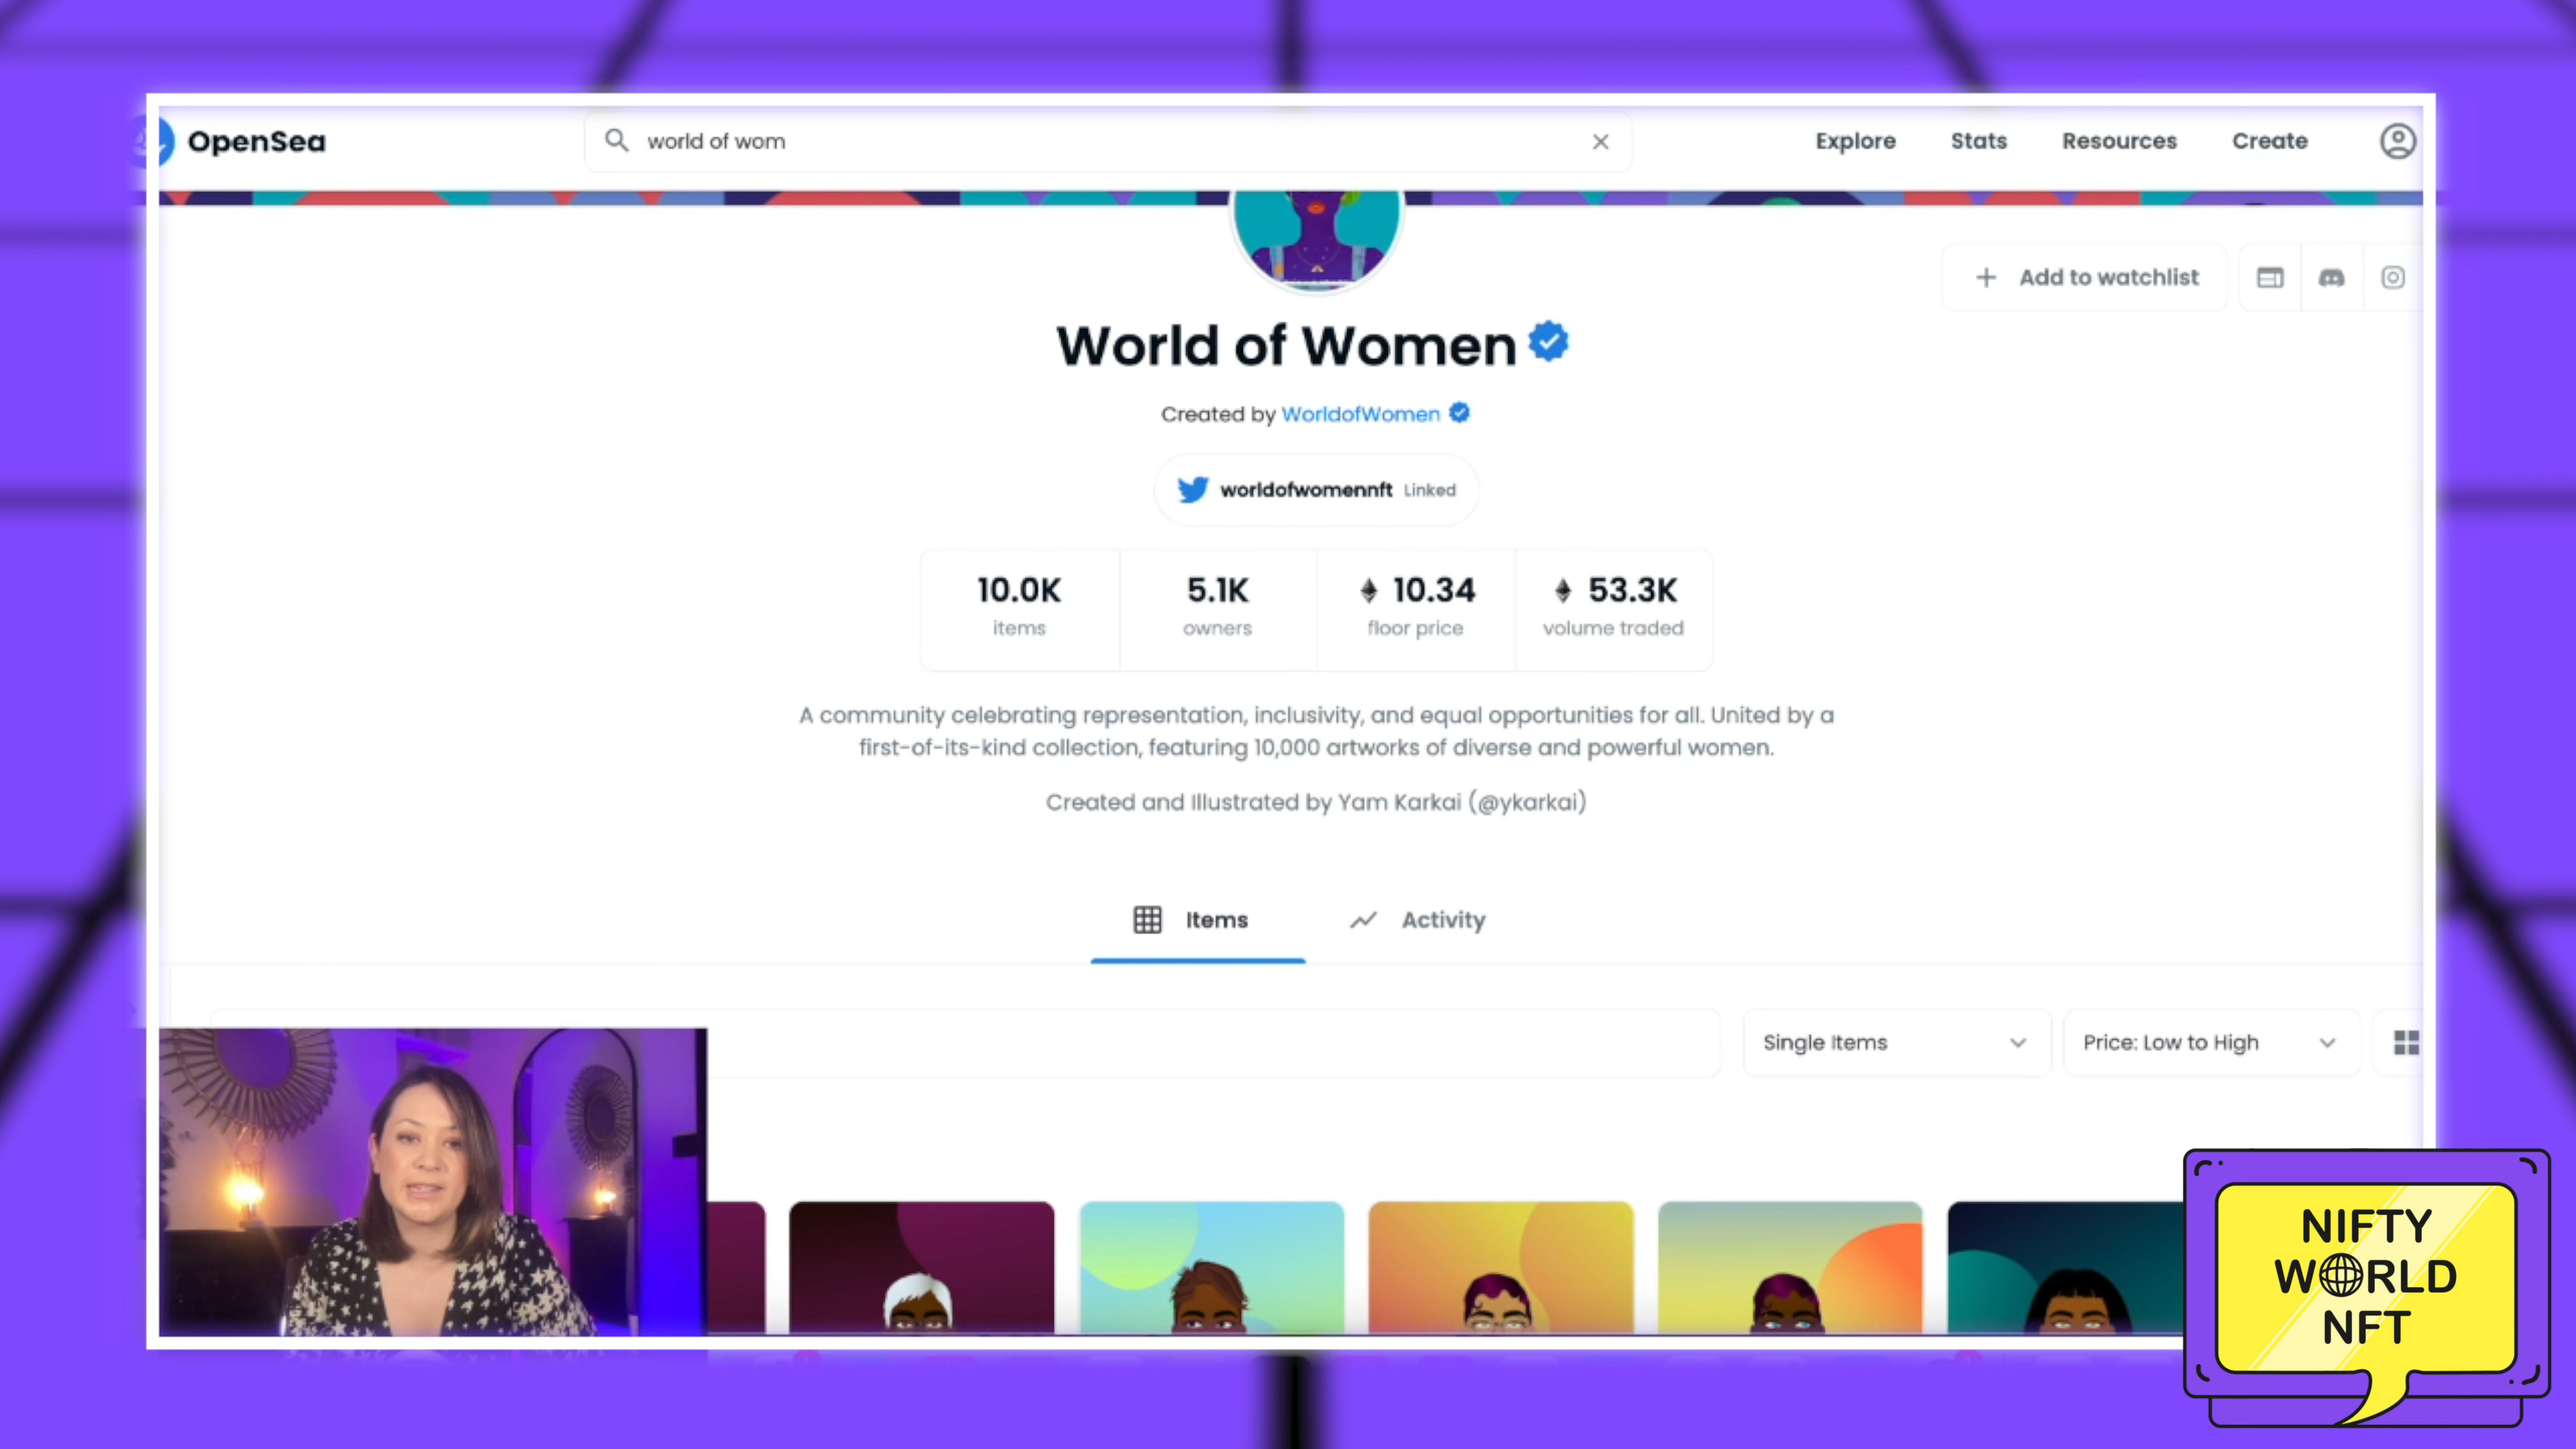 OpenSea
world of wom
Explore
Stats
Resources
Create
Add to watchlist
World of Women
Created by WorldofWomen
worldofwomennft Linked
10.0K
items
5.1K
owners
10.34
floor price
53.3K
volume traded
A community celebrating representation, inclusivity, and equal opportunities for all. United by a
first-of-its-kind collection, featuring 10,000 artworks of diverse and powerful women.
Created and Illustrated by Yam Karkai (@ykarkai)
Items
Activity
Single Items
Price: Low to High
NIFTY
WORLD
NFT